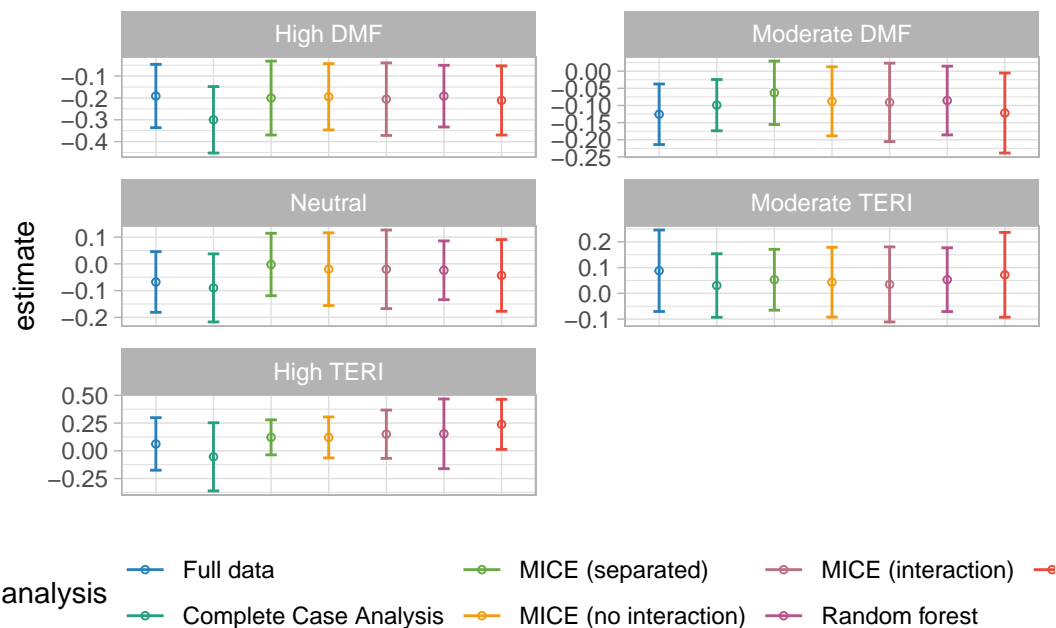 High DMF
Moderate DMF
−0.1
−0.2
−0.3
−0.4
0.00
−0.05
−0.10
−0.15
−0.20
−0.25
Neutral
Moderate TERI
0.1
0.0
−0.1
−0.2
0.2
0.1
0.0
−0.1
estimate
High TERI
0.50
0.25
0.00
−0.25
analysis
Full data
MICE (separated)
MICE (interaction)
Complete Case Analysis
MICE (no interaction)
Random forest